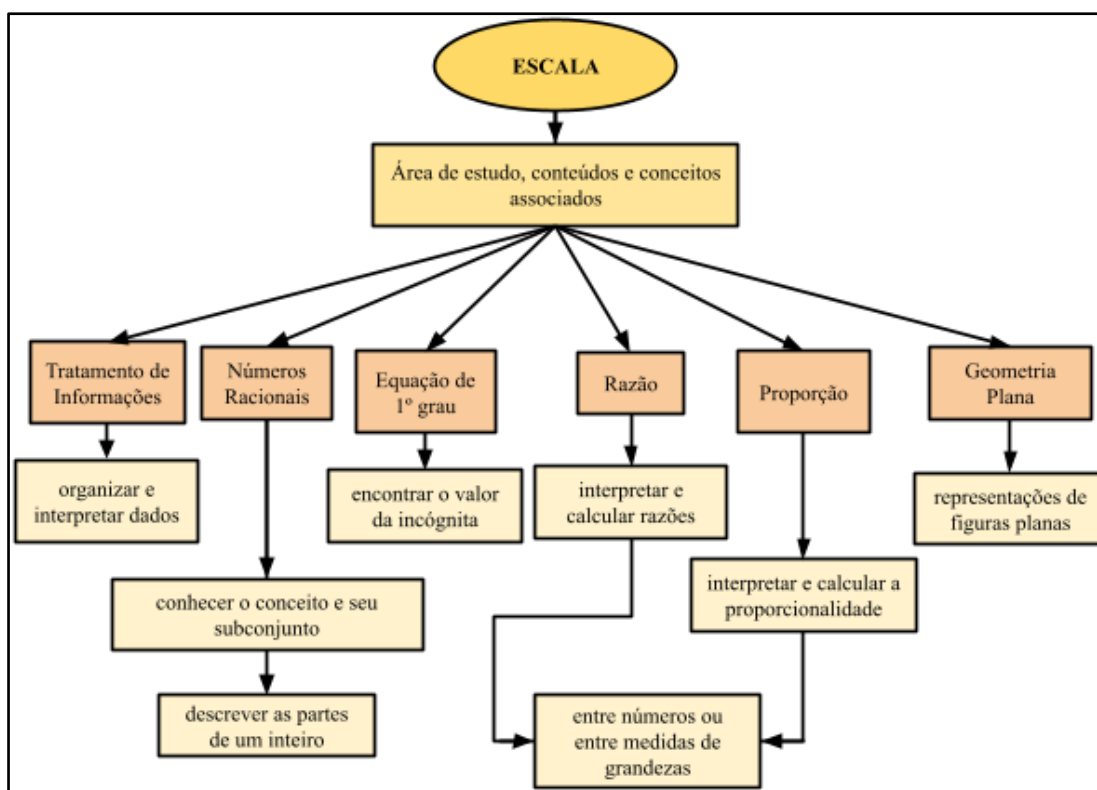 ESCALA
Área de estudo, conteúdos e conceitos
associados
Tratamento de
Informações
Números
Racionais
Equação de
1º grau
Razão
Proporção
Geometria
Plana
organizar e
interpretar dados
encontrar o valor
da incógnita
interpretar e
calcular razões
representações de
figuras planas
conhecer o conceito e seu
subconjunto
interpretar e calcular a
proporcionalidade
descrever as partes
de um inteiro
entre números ou
entre medidas de
grandezas